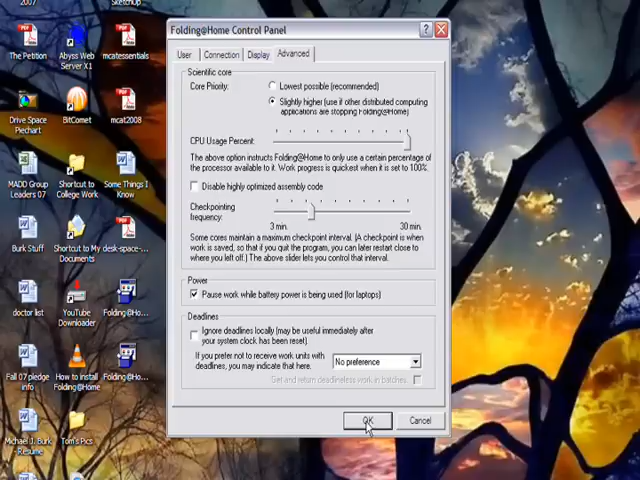 2007
SketchUp
The Petition
Abyss Web
Server X1
mcatessentials
Drive Space
Piechart
BitComet
mcat2008
MADD Group
Leaders 07
Shortcut to
College Work
Some Things I
Know
Burk Stuff
Shortcut to My
Documents
desk-space-...
doctor list
YouTube
Downloader
Folding@Ho...
Fall 07 pledge
info
How to install
Folding@Home
Folding@Ho...
Michael J. Burk
- Resume
Tom's Pics
Folding@Home Control Panel
User
Connection
Display
Advanced
Scientific core
Core Priority:
Lowest possible (recommended)
Slightly higher (use if other distributed computing
applications are stopping Folding@Home)
CPU Usage Percent:
The above option instructs Folding@Home to only use a certain percentage of
the processor available to it. Work progress is quickest when it is set to 100%.
Disable highly optimized assembly code
Checkpointing
frequency:
3 min.
30 min.
Some cores maintain a maximum checkpoint interval. (A checkpoint is when
work is saved, so that if you quit the program, you can later restart close to
where you left off.) The above slider lets you control that interval.
Power
Pause work while battery power is being used (for laptops)
Deadlines
Ignore deadlines locally (may be useful immediately after
your system clock has been reset).
If you prefer not to receive work units with
deadlines, you may indicate that here.
No preference
Get and return deadlineless work in batches.
OK
Cancel